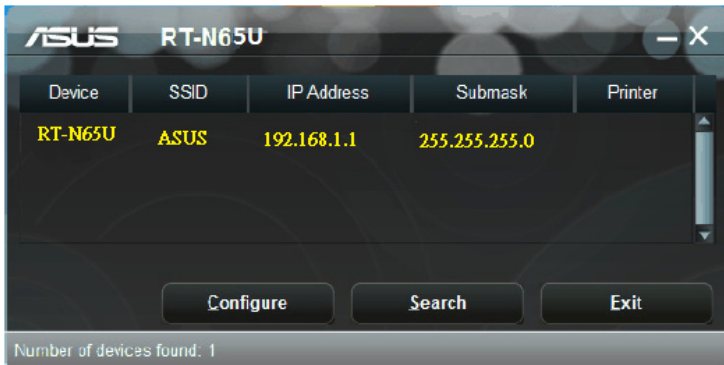 ASUS RT-N65U
Device SSID IP Address Submask Printer
RT-N65U ASUS 192.168.1.1 255.255.255.0
Configure Search Exit
Number of devices found: 1